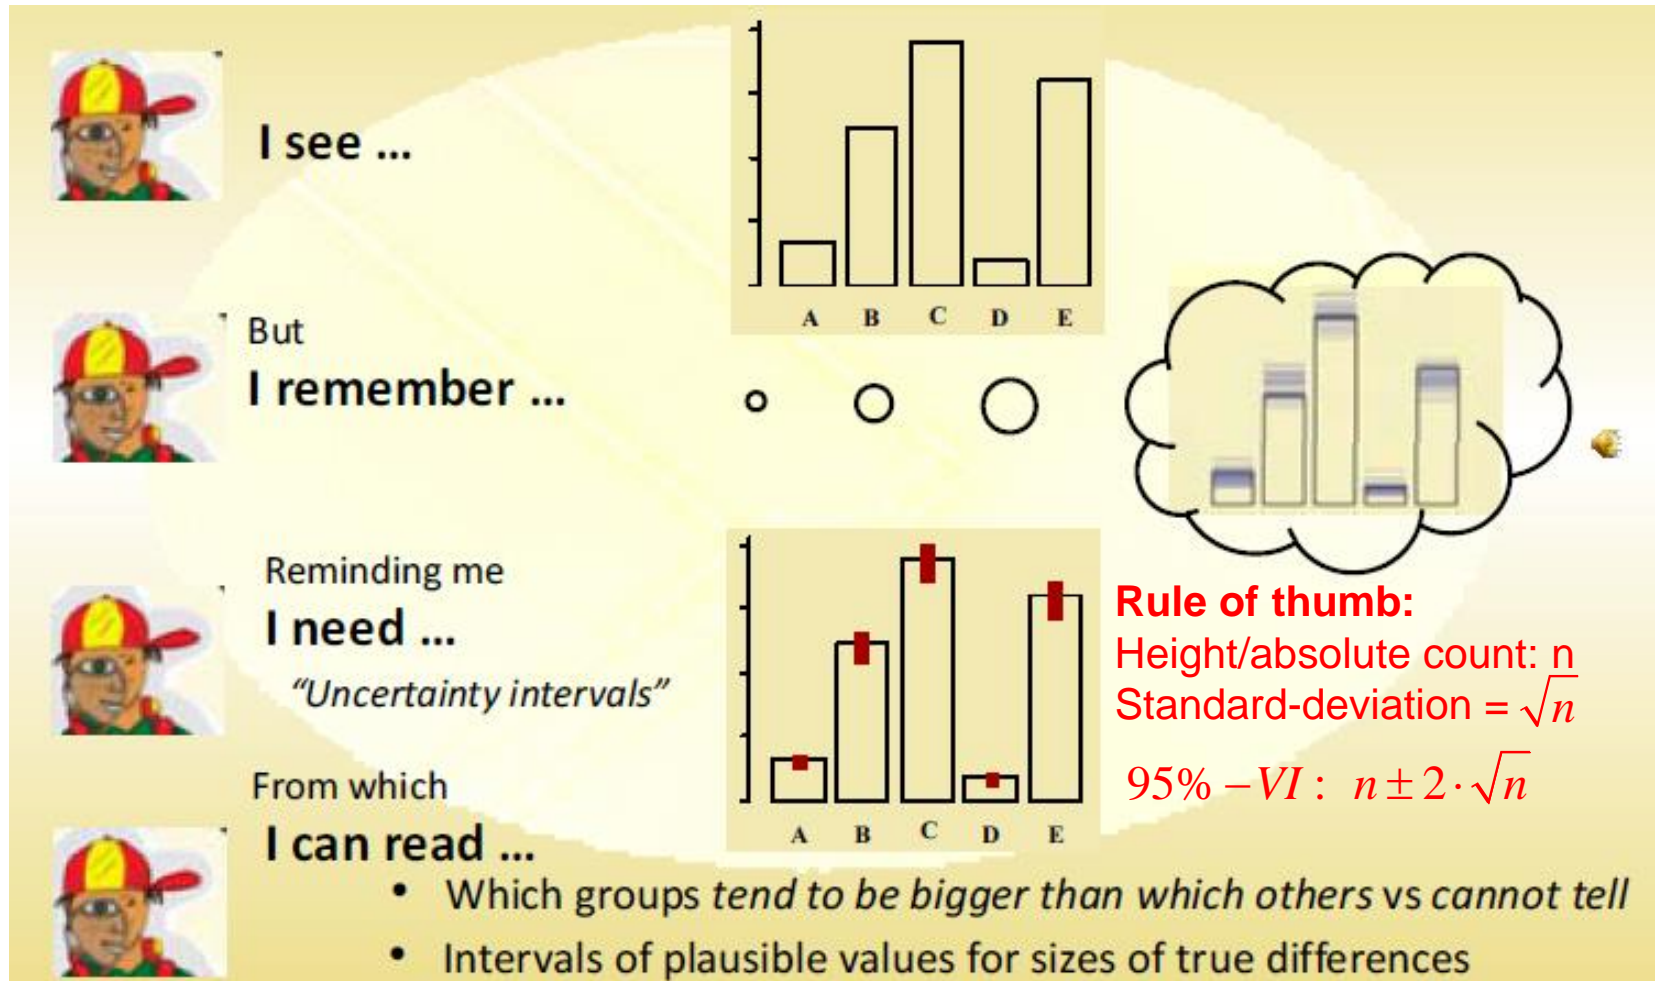 I see ...
A B C D E
But
I remember ...
Reminding me
I need ...
“Uncertainty intervals”
A B C D E
Rule of thumb:
Height/absolute count: n
Standard-deviation = √n
95% – VI : n ± 2 · √n
From which
I can read ...
• Which groups tend to be bigger than which others vs cannot tell
• Intervals of plausible values for sizes of true differences